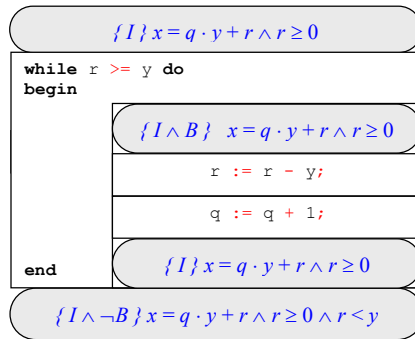 { I } x = q · y + r ∧ r ≥ 0
while r >= y do
begin
{ I ∧ B } x = q · y + r ∧ r ≥ 0
r := r - y;
q := q + 1;
{ I } x = q · y + r ∧ r ≥ 0
end
{ I ∧ ¬B } x = q · y + r ∧ r ≥ 0 ∧ r < y